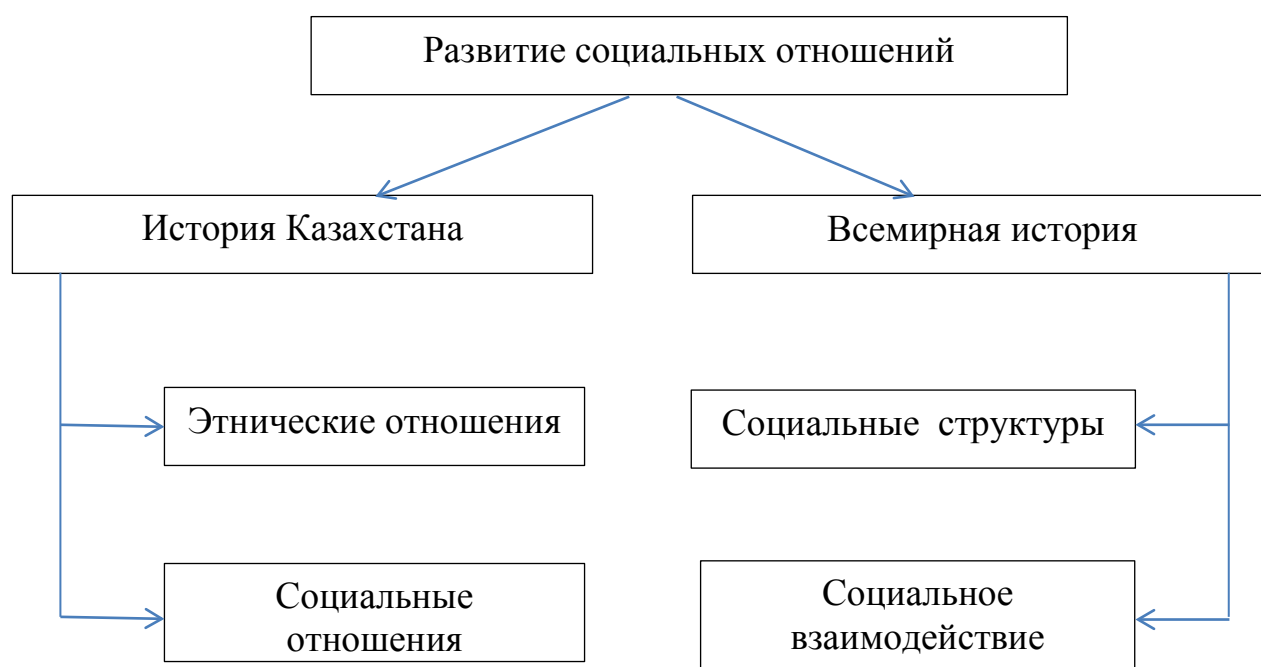 Развитие социальных отношений
История Казахстана
Всемирная история
Этнические отношения
Социальные структуры
Социальные
отношения
Социальное
взаимодействие